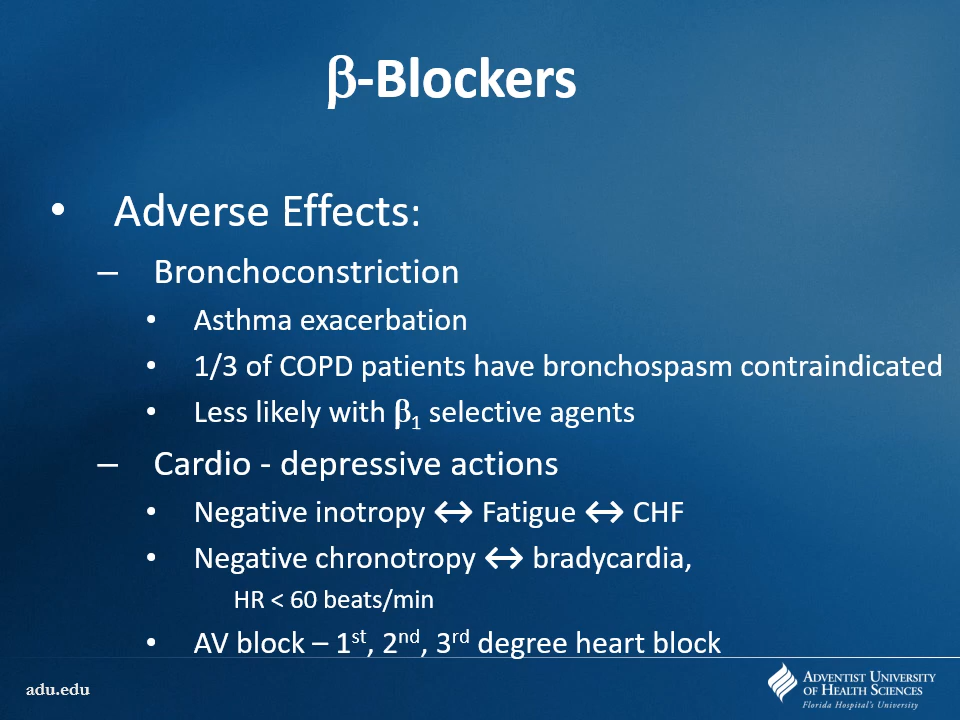 β-Blockers
• Adverse Effects:
– Bronchoconstriction
• Asthma exacerbation
• 1/3 of COPD patients have bronchospasm contraindicated
• Less likely with β₁ selective agents
– Cardio - depressive actions
• Negative inotropy ↔ Fatigue ↔ CHF
• Negative chronotropy ↔ bradycardia,
HR < 60 beats/min
• AV block – 1st, 2nd, 3rd degree heart block
adu.edu
ADVENTIST UNIVERSITY
OF HEALTH SCIENCES
Florida Hospital's University